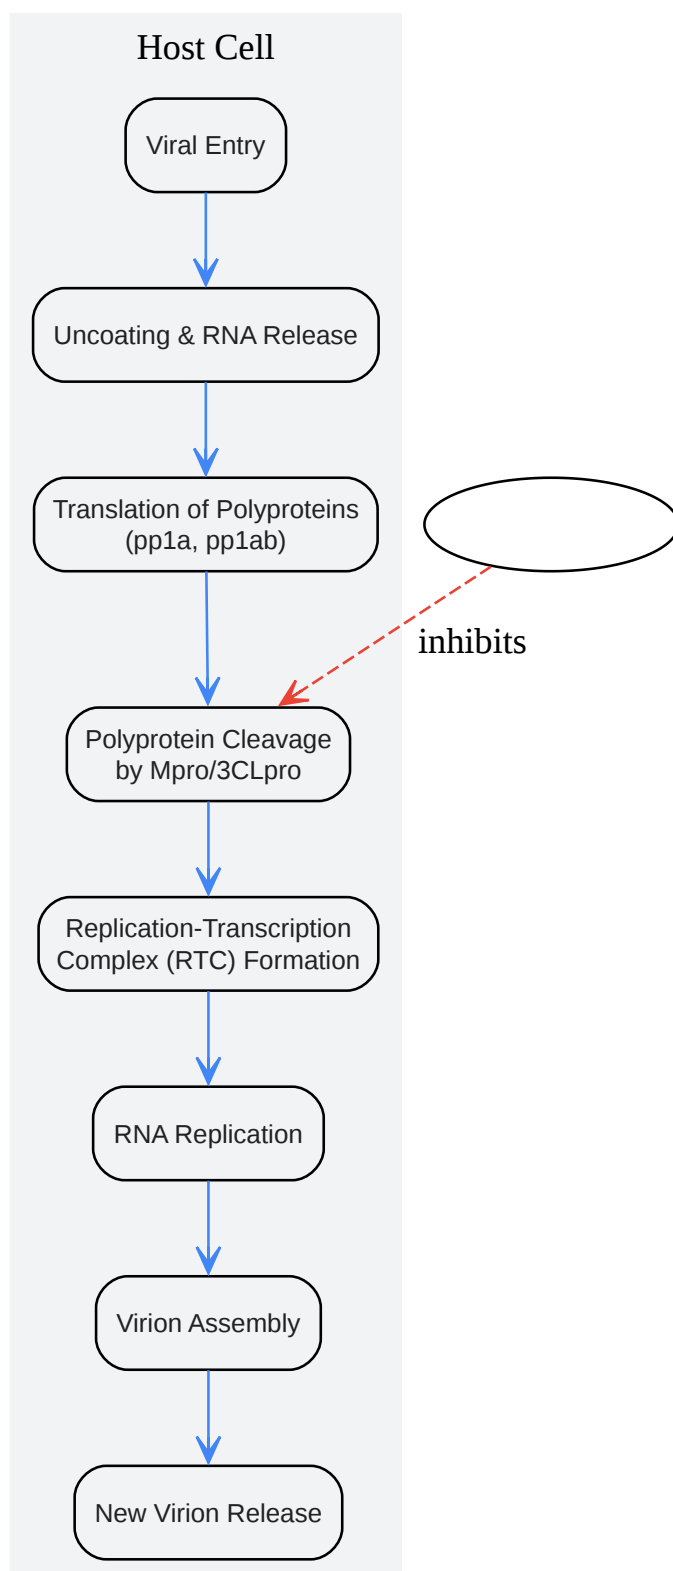 Host Cell
Viral Entry
Uncoating & RNA Release
Translation of Polyproteins
(pp1a, pp1ab)
inhibits
Polyprotein Cleavage
by Mpro/3CLpro
Replication-Transcription
Complex (RTC) Formation
RNA Replication
Virion Assembly
New Virion Release